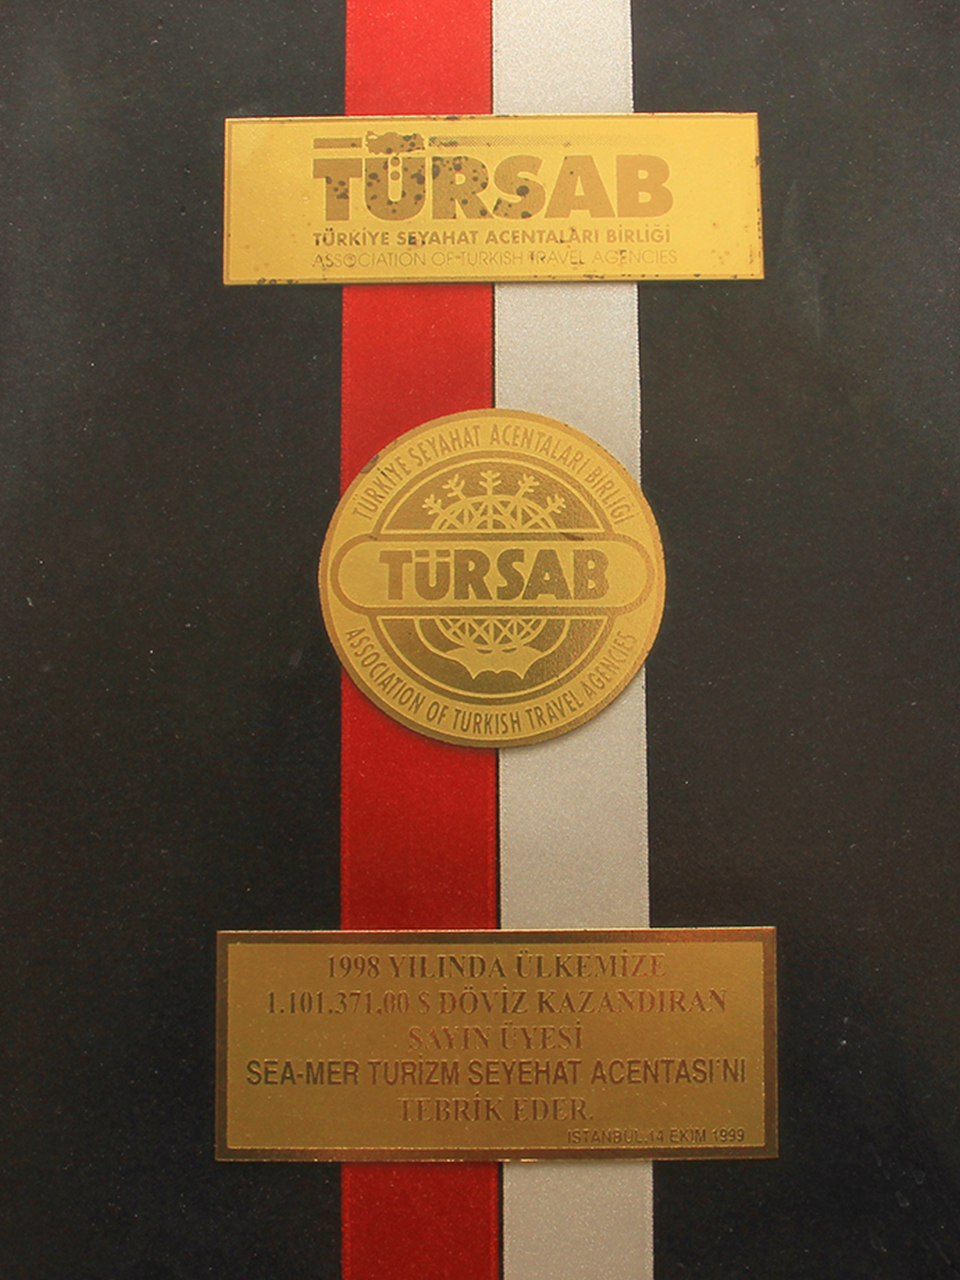 TÜRSAB
TÜRKİYE SEYAHAT ACENTALARI BİRLİĞİ
ASSOCIATION OF TURKISH TRAVEL AGENCIES
TÜRKİYE SEYAHAT ACENTALARI BİRLİĞİ
TÜRSAB
ASSOCIATION OF TURKISH TRAVEL AGENCIES
1998 YILINDA ÜLKEMİZE
1.101.371.00 $ DÖVİZ KAZANDIRAN
SAYIN ÜYESİ
SEA-MER TURİZM SEYEHAT ACENTASI'NI
TEBRİK EDER.
İSTANBUL,14 EKİM 1999